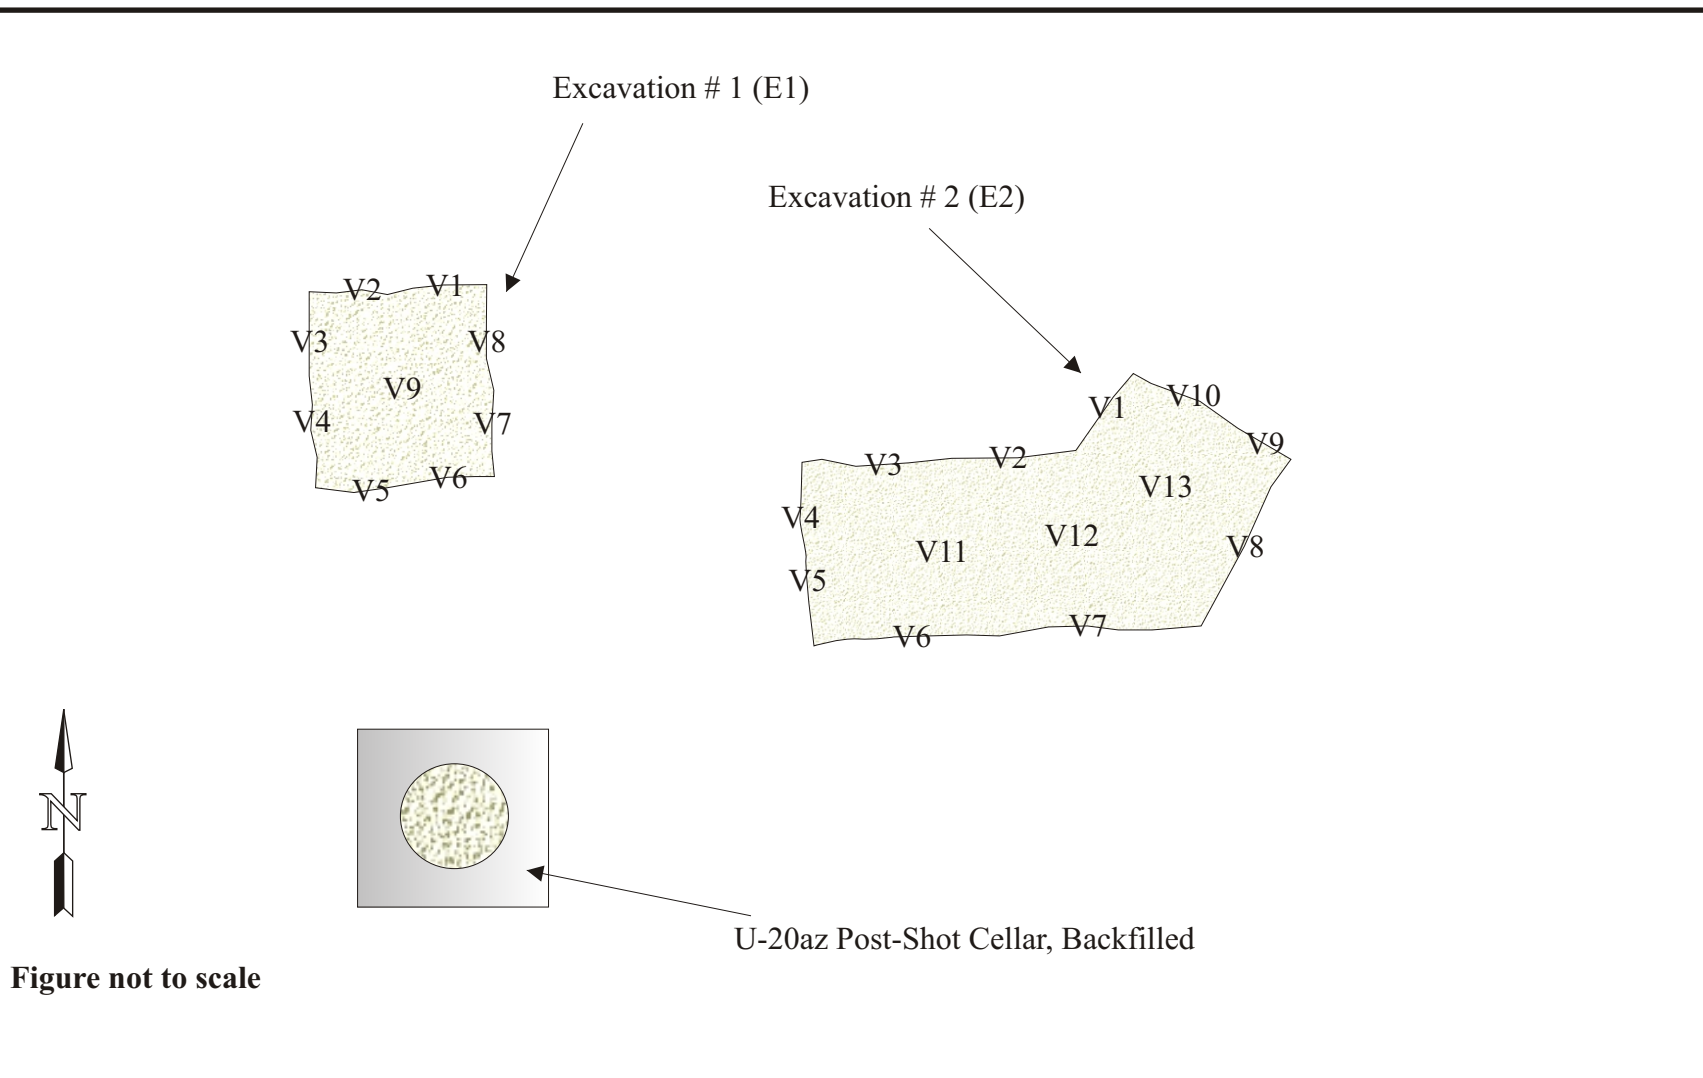 Excavation # 1 (E1)
Excavation # 2 (E2)
V2
V1
V3
V8
V9
V4
V7
V5
V6
V1
V10
V9
V3
V2
V13
V4
V11
V12
V8
V5
V6
V7
N
U-20az Post-Shot Cellar, Backfilled
Figure not to scale